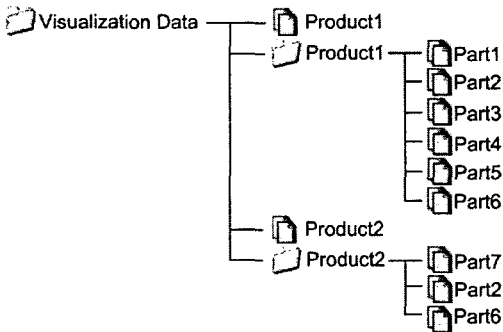 Visualization Data
Product1
Product1
Part1
Part2
Part3
Part4
Part5
Part6
Product2
Product2
Part7
Part2
Part6